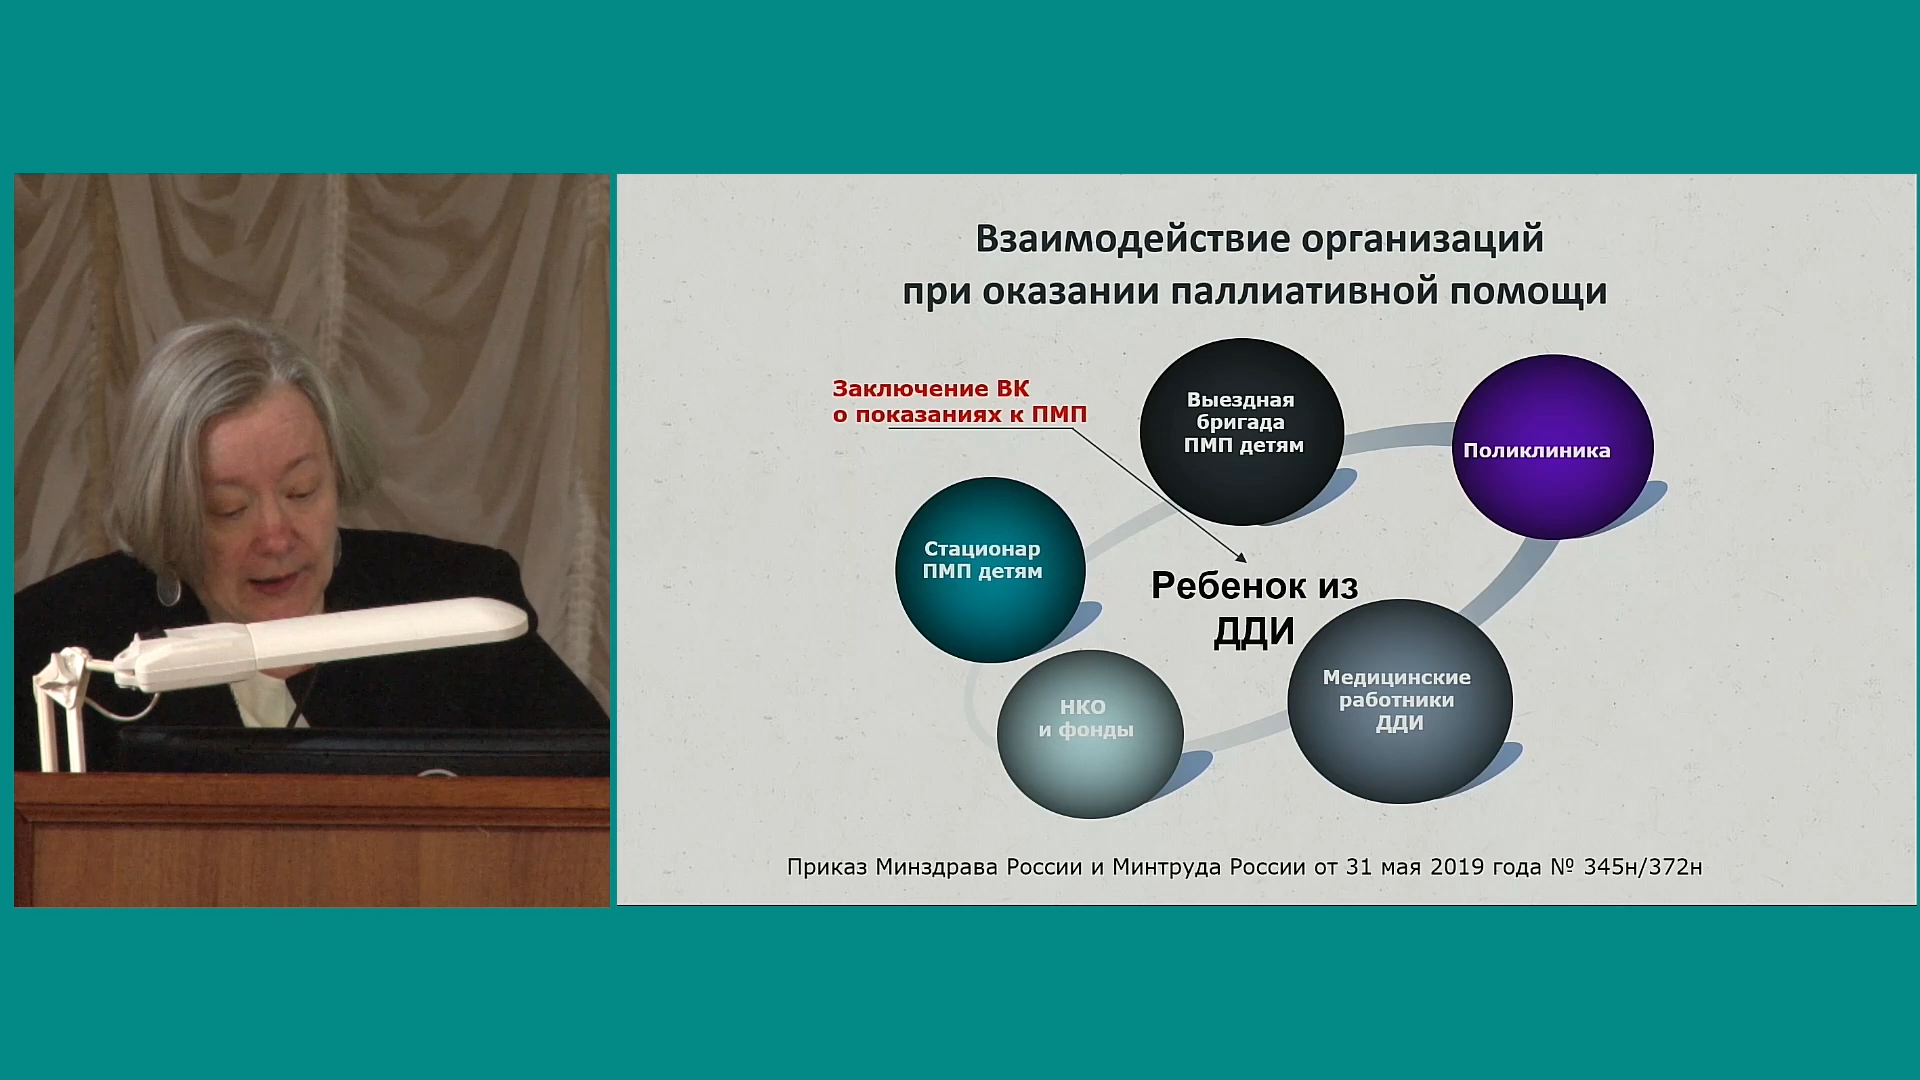 Взаимодействие организаций
при оказании паллиативной помощи
Заключение ВК
о показаниях к ПМП
Выездная
бригада
ПМП детям
Поликлиника
Стационар
ПМП детям
Ребенок из
ДДИ
НКО
и фонды
Медицинские
работники
ДДИ
Приказ Минздрава России и Минтруда России от 31 мая 2019 года № 345н/372н